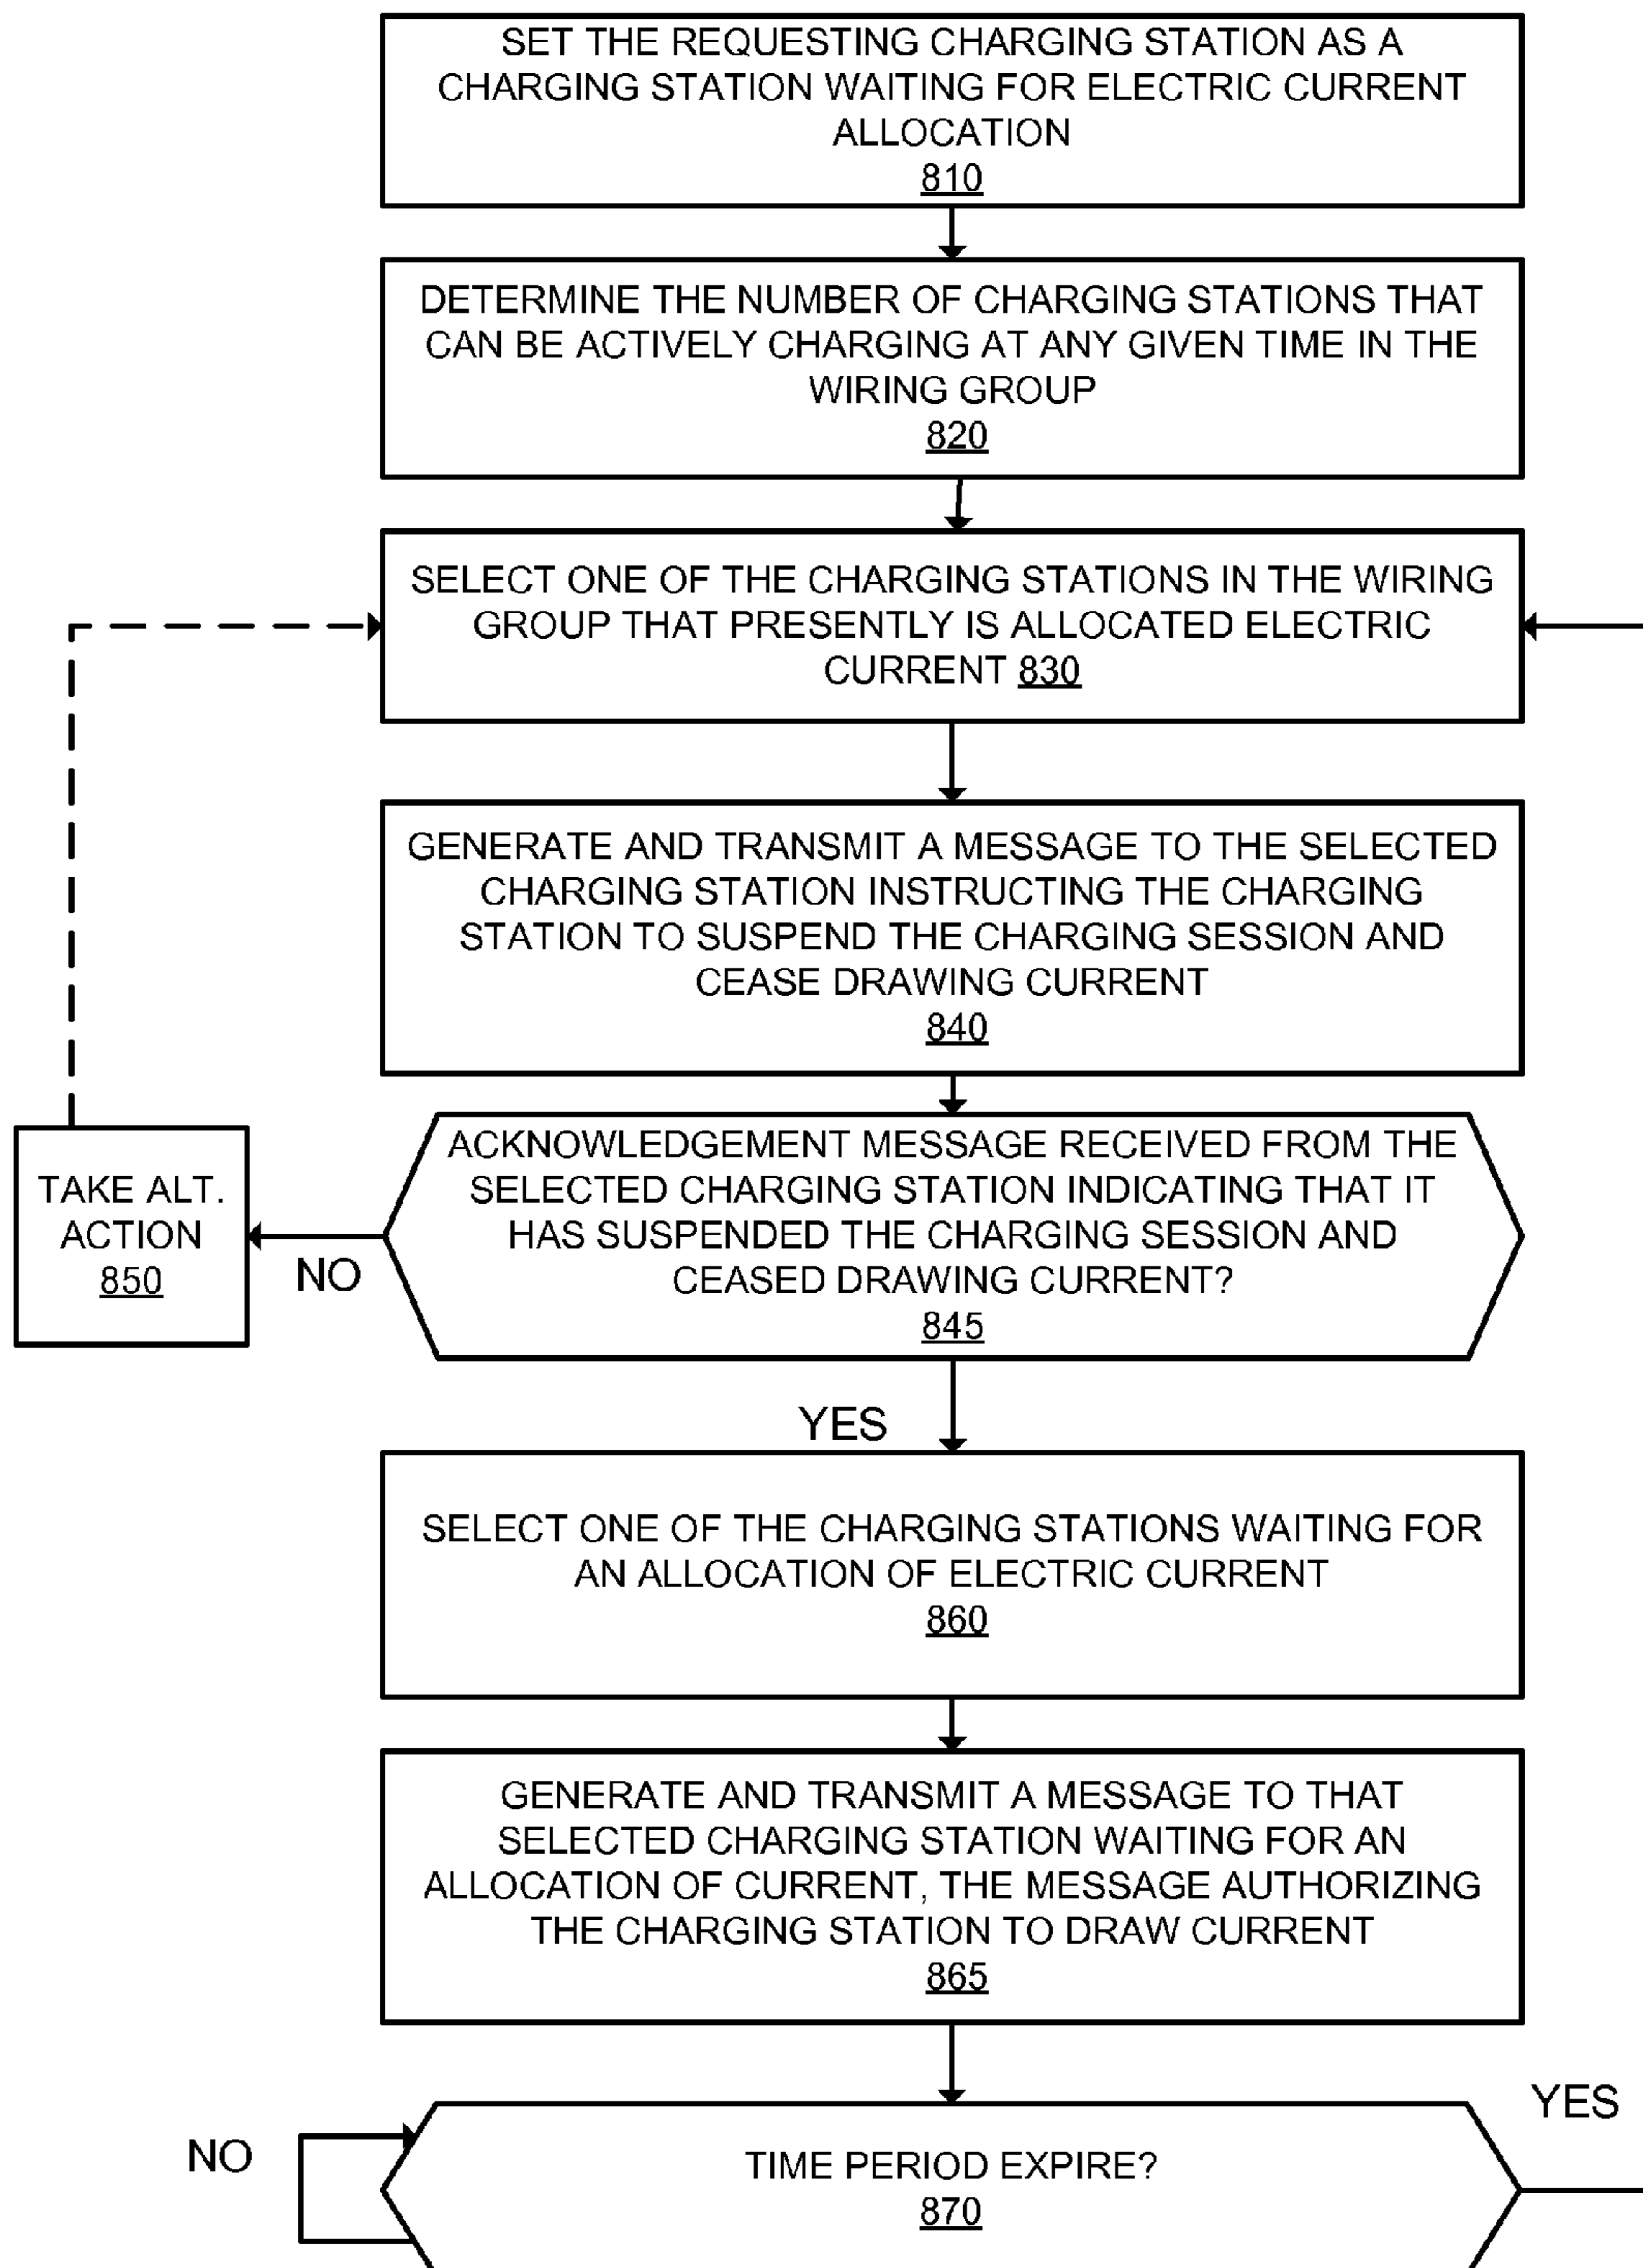 SET THE REQUESTING CHARGING STATION AS A
CHARGING STATION WAITING FOR ELECTRIC CURRENT
ALLOCATION
810
DETERMINE THE NUMBER OF CHARGING STATIONS THAT
CAN BE ACTIVELY CHARGING AT ANY GIVEN TIME IN THE
WIRING GROUP
820
SELECT ONE OF THE CHARGING STATIONS IN THE WIRING
GROUP THAT PRESENTLY IS ALLOCATED ELECTRIC
CURRENT 830
GENERATE AND TRANSMIT A MESSAGE TO THE SELECTED
CHARGING STATION INSTRUCTING THE CHARGING
STATION TO SUSPEND THE CHARGING SESSION AND
CEASE DRAWING CURRENT
840
ACKNOWLEDGEMENT MESSAGE RECEIVED FROM THE
SELECTED CHARGING STATION INDICATING THAT IT
HAS SUSPENDED THE CHARGING SESSION AND
CEASED DRAWING CURRENT?
845
NO
TAKE ALT.
ACTION
850
YES
SELECT ONE OF THE CHARGING STATIONS WAITING FOR
AN ALLOCATION OF ELECTRIC CURRENT
860
GENERATE AND TRANSMIT A MESSAGE TO THAT
SELECTED CHARGING STATION WAITING FOR AN
ALLOCATION OF CURRENT, THE MESSAGE AUTHORIZING
THE CHARGING STATION TO DRAW CURRENT
865
YES
NO
TIME PERIOD EXPIRE?
870